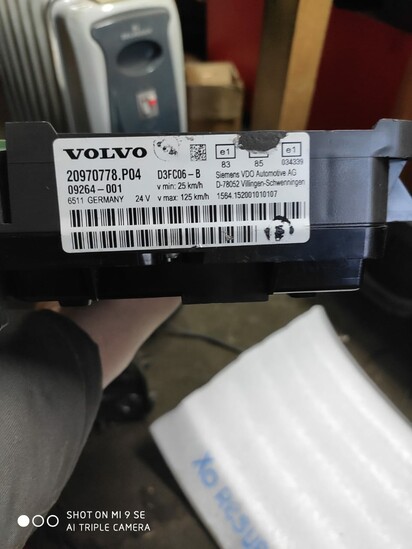 VOLVO
D3FC06-B
e1 e1 034339
83 85
20970778.P04
Siemens VDO Automotive AG
09264-001
v min: 25 km/h
D-78052 Villingen-Schwenningen
6511 GERMANY 24 V
v max: 125 km/h
1564.152001010107
SHOT ON MI 9 SE
AI TRIPLE CAMERA